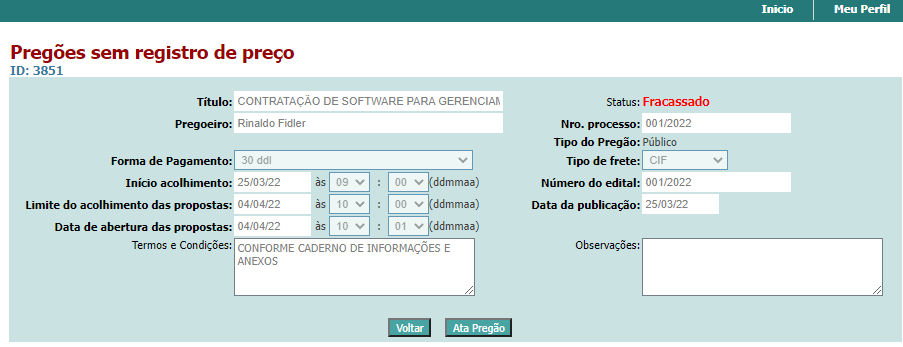 Inicio Meu Perfil
Pregões sem registro de preço
ID: 3851
Título: CONTRATAÇÃO DE SOFTWARE PARA GERENCIAM Status: Fracassado
Pregoeiro: Rinaldo Fidler Nro. processo: 001/2022
Tipo do Pregão: Público
Forma de Pagamento: 30 ddl Tipo de frete: CIF
Início acolhimento: 25/03/22 às 09 : 00 (ddmmaa) Número do edital: 001/2022
Limite do acolhimento das propostas: 04/04/22 às 10 : 00 (ddmmaa) Data da publicação: 25/03/22
Data de abertura das propostas: 04/04/22 às 10 : 01 (ddmmaa)
Termos e Condições: CONFORME CADERNO DE INFORMAÇÕES E Observações:
ANEXOS
Voltar Ata Pregão